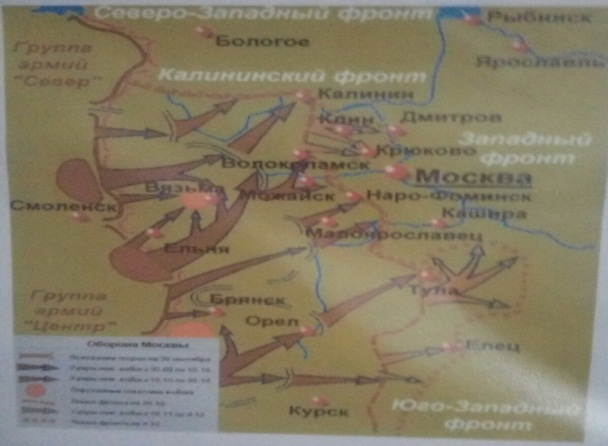 Северо-Западный фронт
Рыбинск
Бологое
Ярославль
Группа
армий
"Север"
Калининский фронт
Калинин
Клин
Дмитров
Западный
фронт
Крюково
Волоколамск
Москва
Вязьма
Можайск
Наро-Фоминск
Смоленск
Кашира
Малоярославец
Ельня
Группа
армий
"Центр"
Брянск
Тула
Орел
Елец
Оборона Москвы
Курск
Юго-Западный
фронт